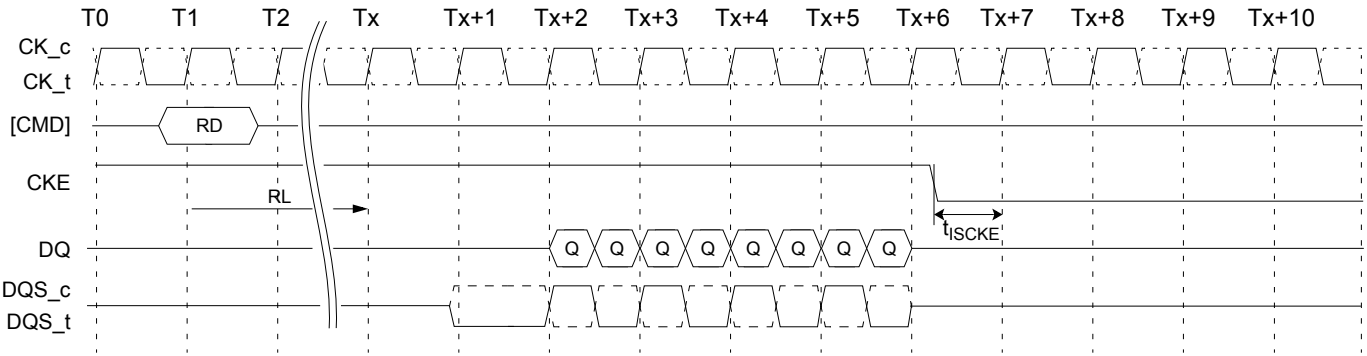 T0 T1 T2 Tx Tx+1 Tx+2 Tx+3 Tx+4 Tx+5 Tx+6 Tx+7 Tx+8 Tx+9 Tx+10
CK_c
CK_t
[CMD] RD
CKE
RL
tISCKE
DQ Q Q Q Q Q Q Q Q
DQS_c
DQS_t